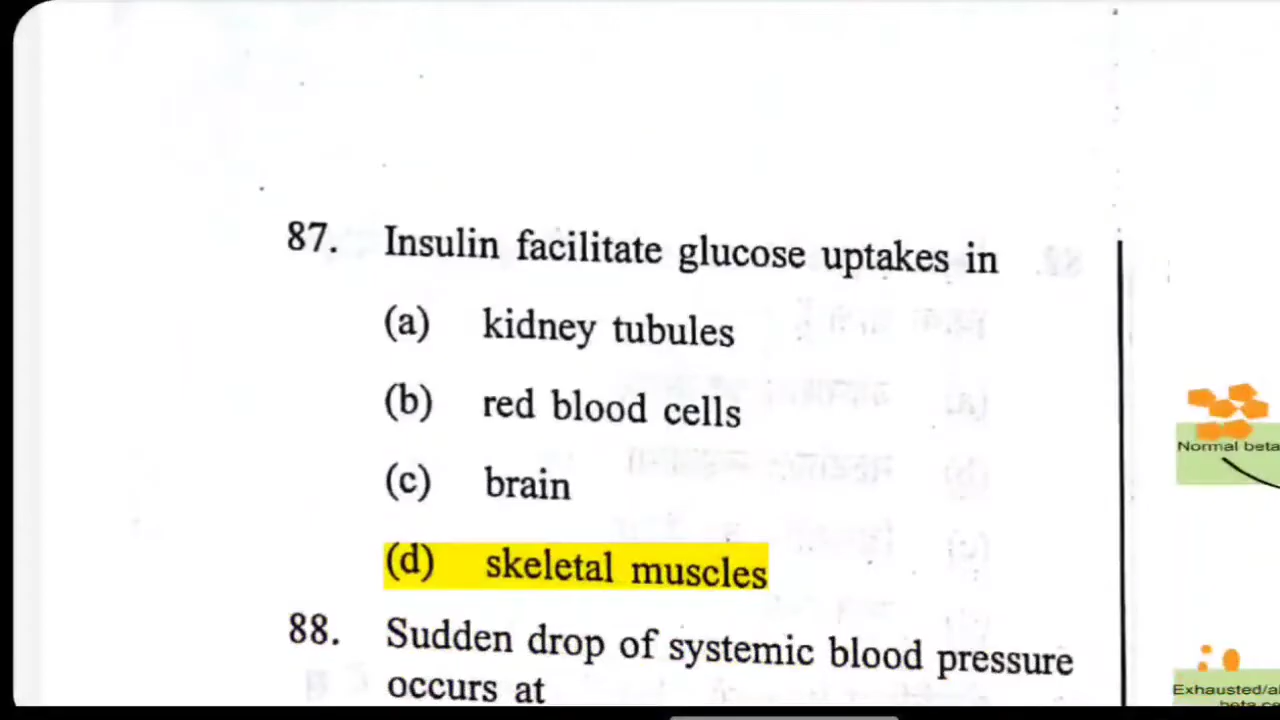 87. Insulin facilitate glucose uptakes in
(a) kidney tubules
(b) red blood cells
(c) brain
(d) skeletal muscles
88. Sudden drop of systemic blood pressure
occurs at
Normal beta
Exhausted/al